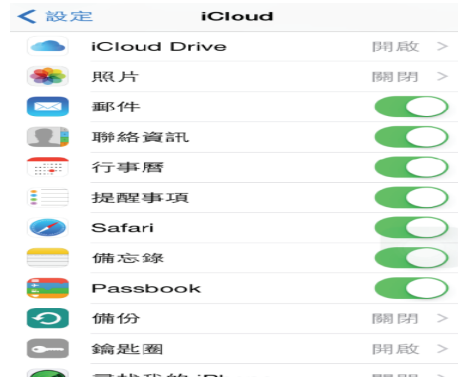 設定 iCloud
iCloud Drive 開啟
照片 關閉
郵件
聯絡資訊
行事曆
提醒事項
Safari
備忘錄
Passbook
備份 關閉
鑰匙圈 開啟